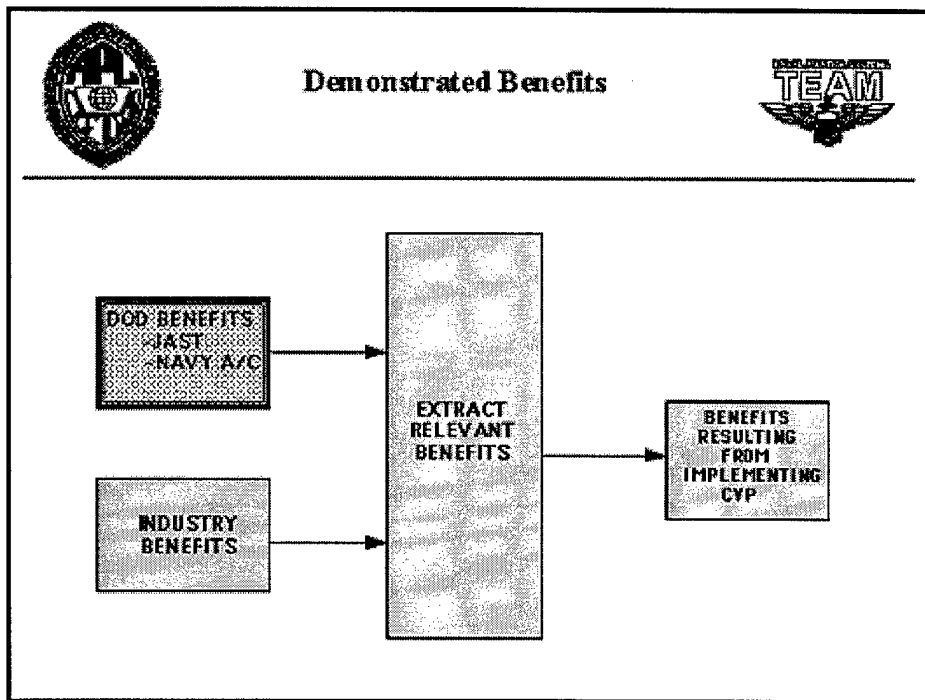 Demonstrated Benefits
TEAM
DOD BENEFITS
-JAST
-NAVY A/C
EXTRACT
RELEVANT
BENEFITS
INDUSTRY
BENEFITS
BENEFITS
RESULTING
FROM
IMPLEMENTING
CVP